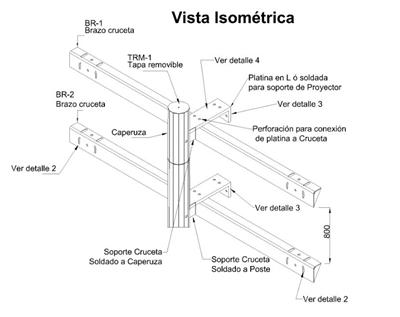 Vista Isométrica
BR-1
Brazo cruceta
TRM-1
Tapa removible
Ver detalle 4
Platina en L ó soldada
para soporte de Proyector
BR-2
Brazo cruceta
Ver detalle 3
Caperuza
Perforación para conexión
de platina a Cruceta
Ver detalle 2
Ver detalle 3
800
Soporte Cruceta
Soldado a Caperuza
Soporte Cruceta
Soldado a Poste
Ver detalle 2